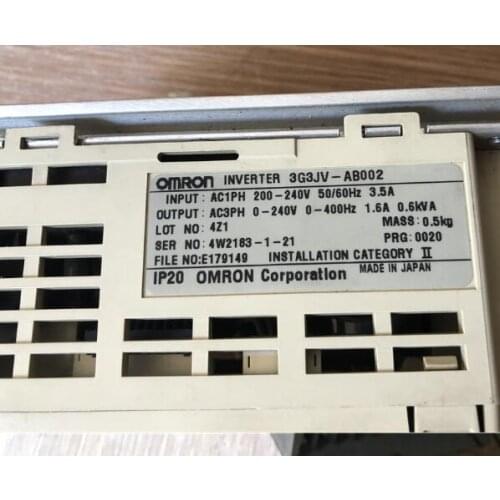 OMRON INVERTER 3G3JV-AB002
INPUT: AC1PH 200-240V 50/60Hz 3.5A
OUTPUT: AC3PH 0-240V 0-400Hz 1.6A 0.6kVA
LOT NO: 4Z1 MASS: 0.5kg
SER NO: 4W2183-1-21 PRG: 0020
FILE NO: E179149 INSTALLATION CATEGORY II
IP20 OMRON Corporation MADE IN JAPAN